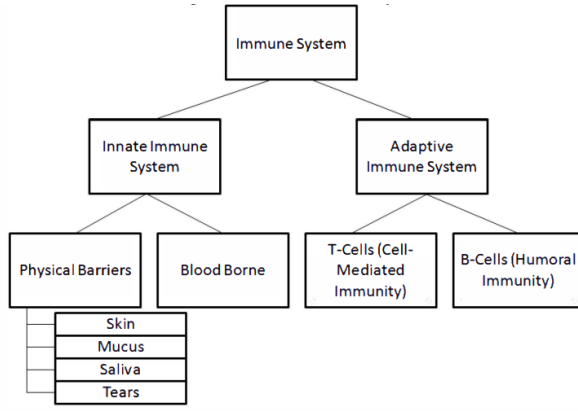 Immune System
Innate Immune
System
Adaptive
Immune System
Physical Barriers
Blood Borne
T-Cells (Cell-
Mediated
Immunity)
B-Cells (Humoral
Immunity)
Skin
Mucus
Saliva
Tears